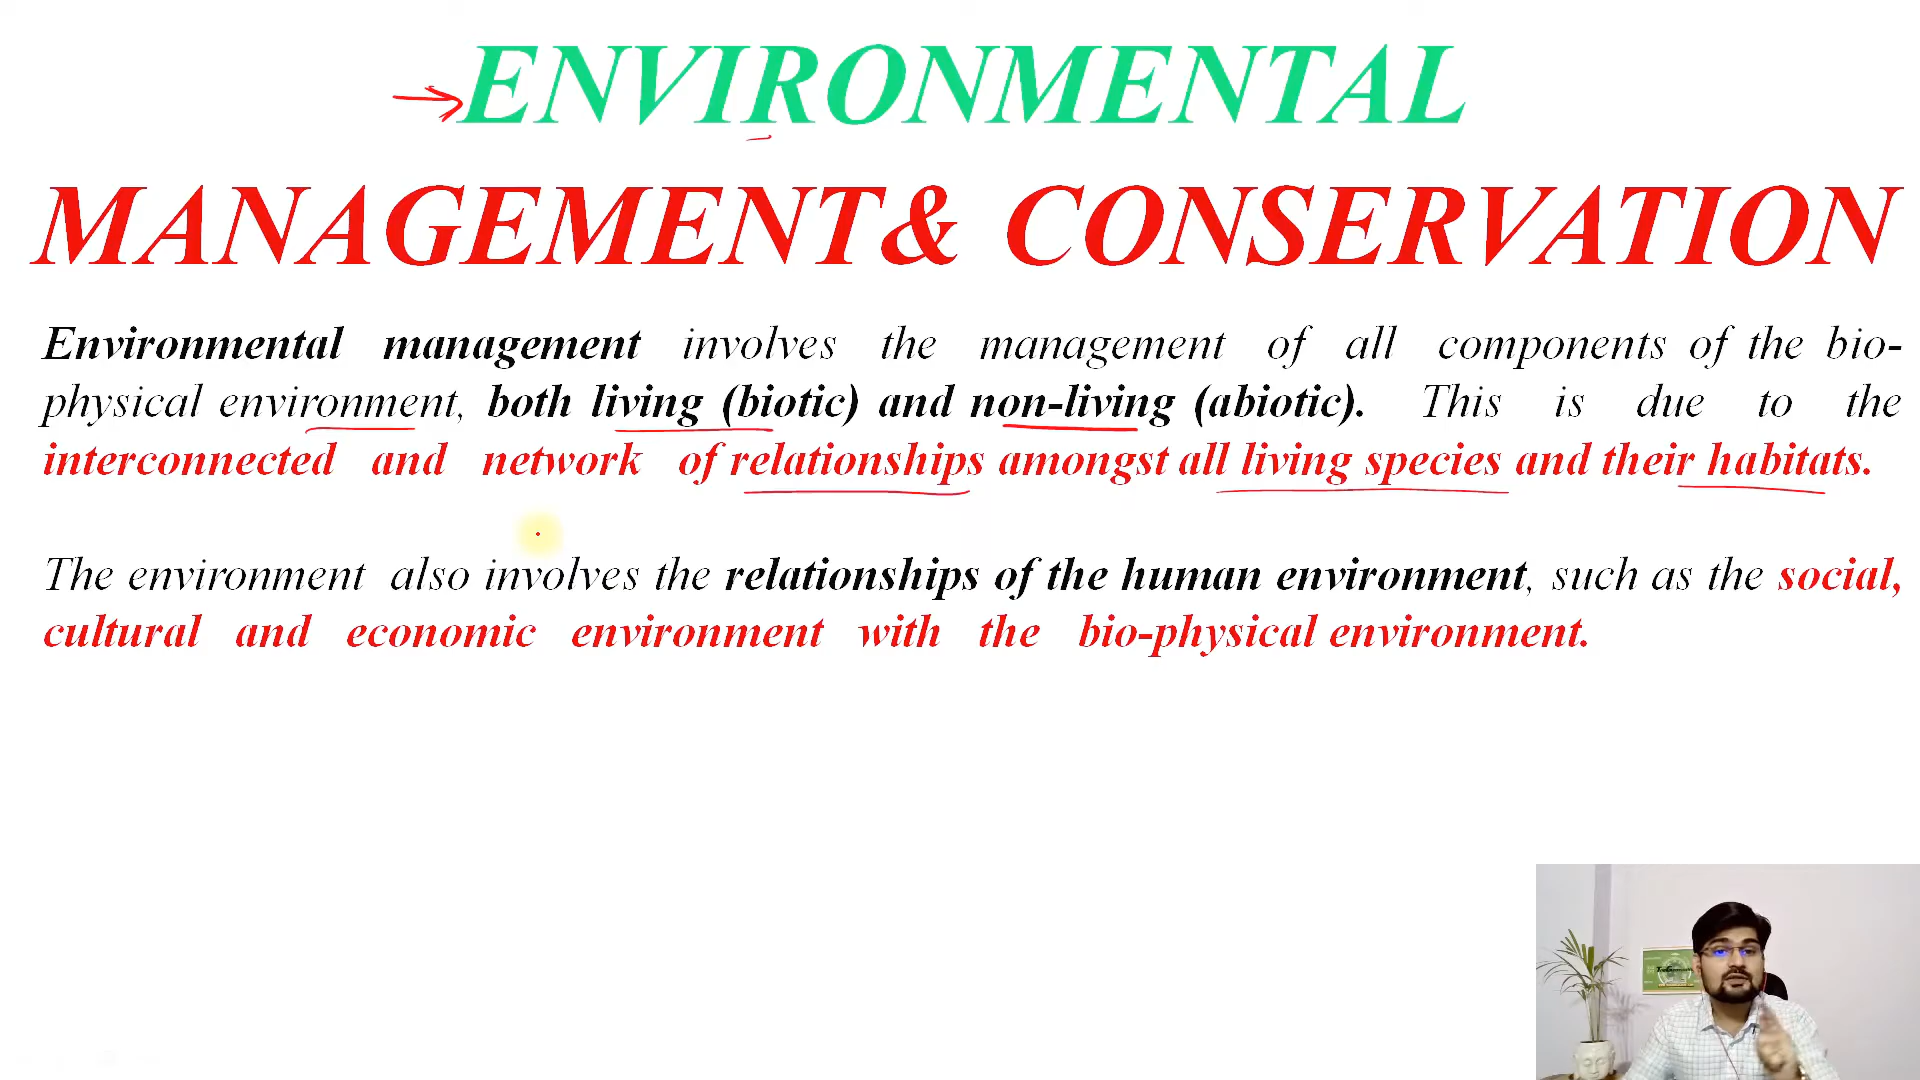 ENVIRONMENTAL
MANAGEMENT& CONSERVATION
Environmental management involves the management of all components of the bio-
physical environment, both living (biotic) and non-living (abiotic). This is due to the
interconnected and network of relationships amongst all living species and their habitats.
The environment also involves the relationships of the human environment, such as the social,
cultural and economic environment with the bio-physical environment.